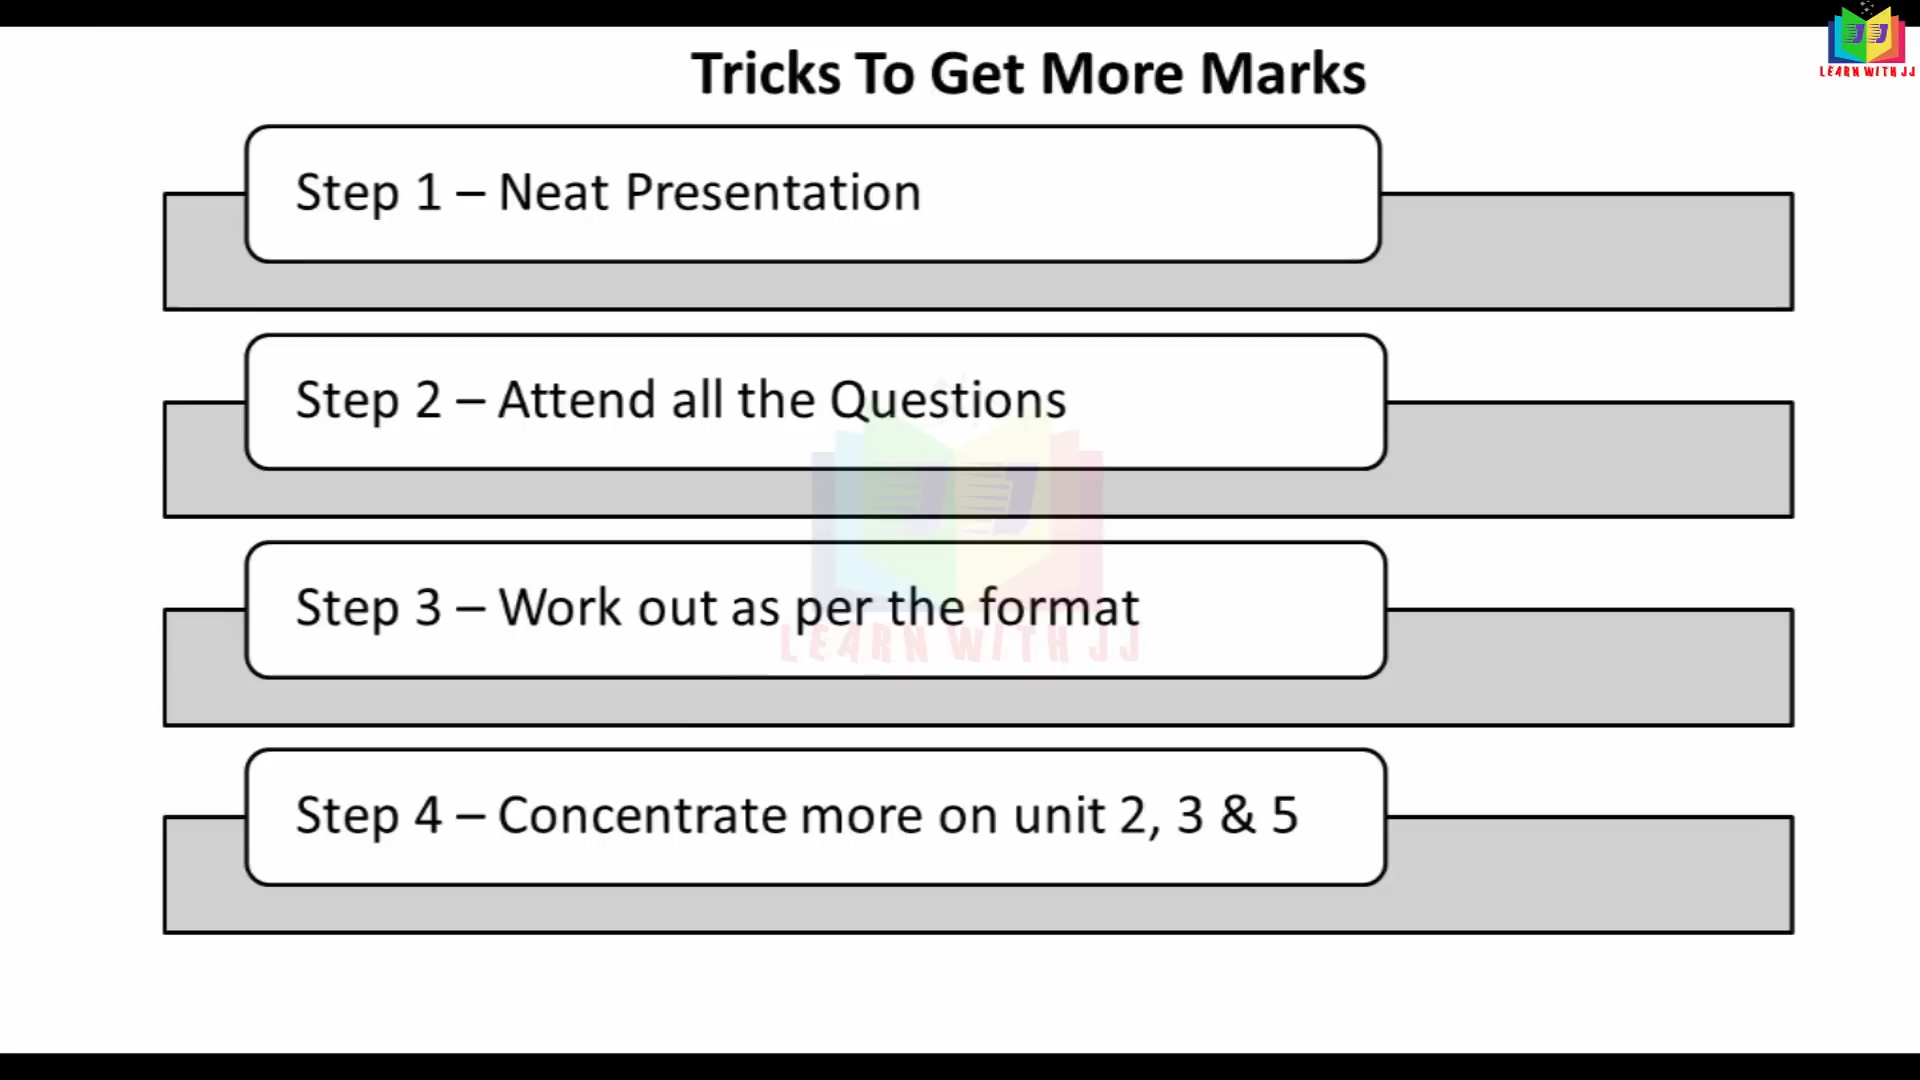 Tricks To Get More Marks
LEARN WITH JJ
Step 1 – Neat Presentation
Step 2 – Attend all the Questions
Step 3 – Work out as per the format
LEARN WITH JJ
Step 4 – Concentrate more on unit 2, 3 & 5